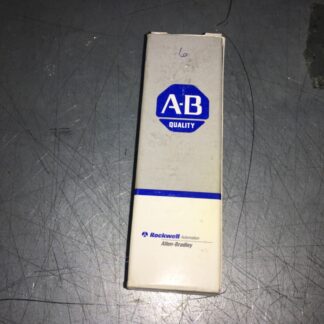 6
A-B
QUALITY
Rockwell Automation
Allen-Bradley